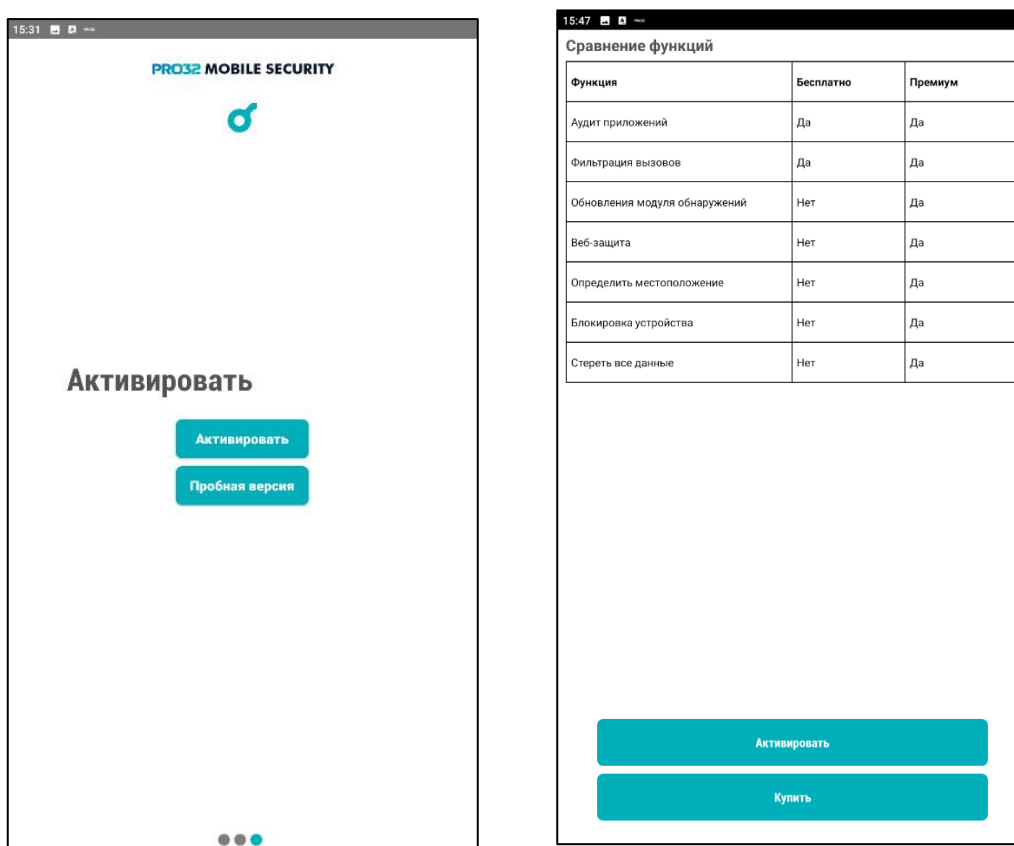 15:31
PRO32 MOBILE SECURITY
Активировать
Активировать
Пробная версия
15:47
Сравнение функций
Функция Бесплатно Премиум
Аудит приложений Да Да
Фильтрация вызовов Да Да
Обновления модуля обнаружений Нет Да
Веб-защита Нет Да
Определить местоположение Нет Да
Блокировка устройства Нет Да
Стереть все данные Нет Да
Активировать
Купить